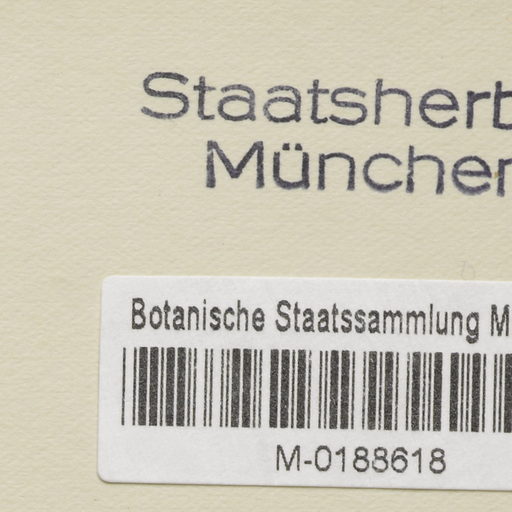 Staatsherb
München
Botanische Staatssammlung M
M-0188618